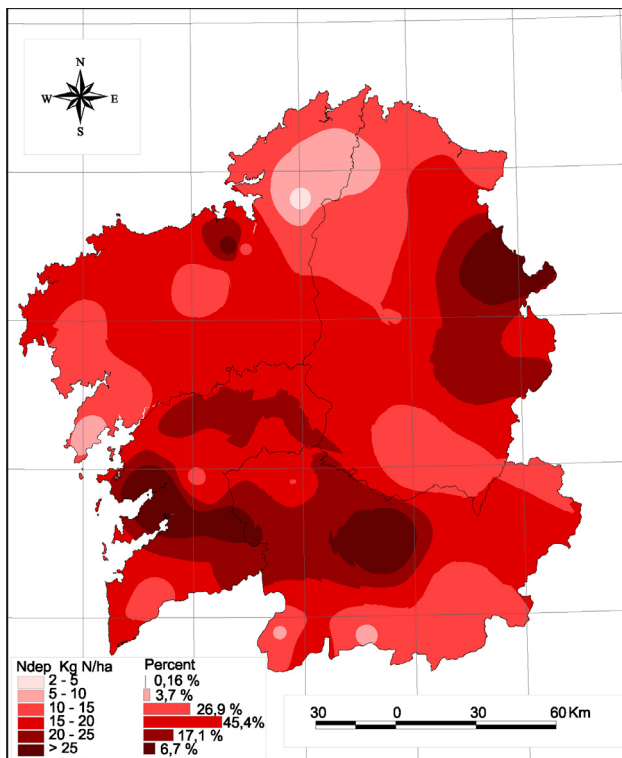 N
W E
S
Ndep Kg N/ha Percent
2 - 5 0,16 %
5 - 10 3,7 %
10 - 15 26,9 %
15 - 20 45,4%
20 - 25 17,1 %
> 25 6,7 %
30 0 30 60 Km